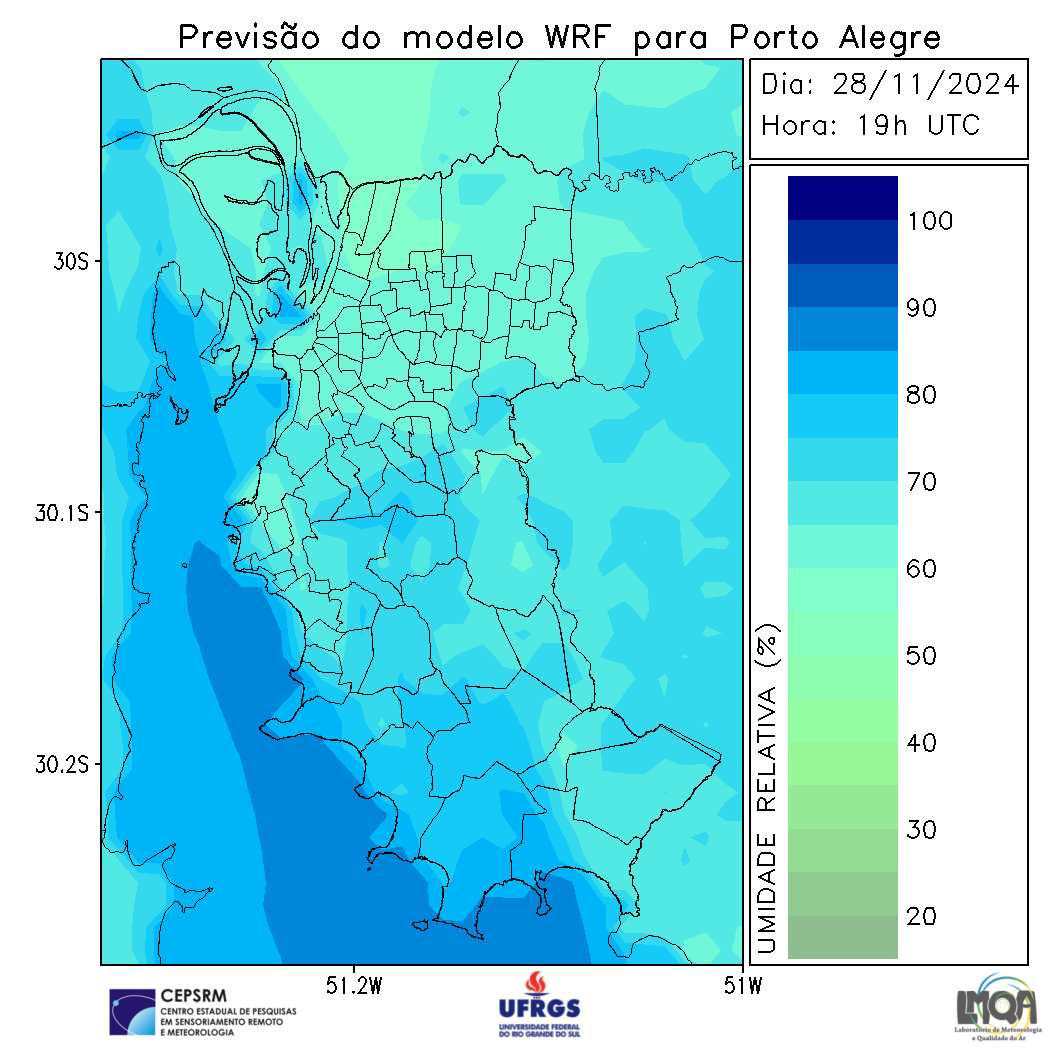 Previsão do modelo WRF para Porto Alegre
Dia: 28/11/2024
Hora: 19h UTC
30S
30.1S
30.2S
51.2W
51W
UMIDADE RELATIVA (%)
100
90
80
70
60
50
40
30
20
CEPSRM
CENTRO ESTADUAL DE PESQUISAS
EM SENSORIAMENTO REMOTO
E METEOROLOGIA
UFRGS
UNIVERSIDADE FEDERAL
DO RIO GRANDE DO SUL
LMQA
Laboratório de Meteorologia
e Qualidade do Ar